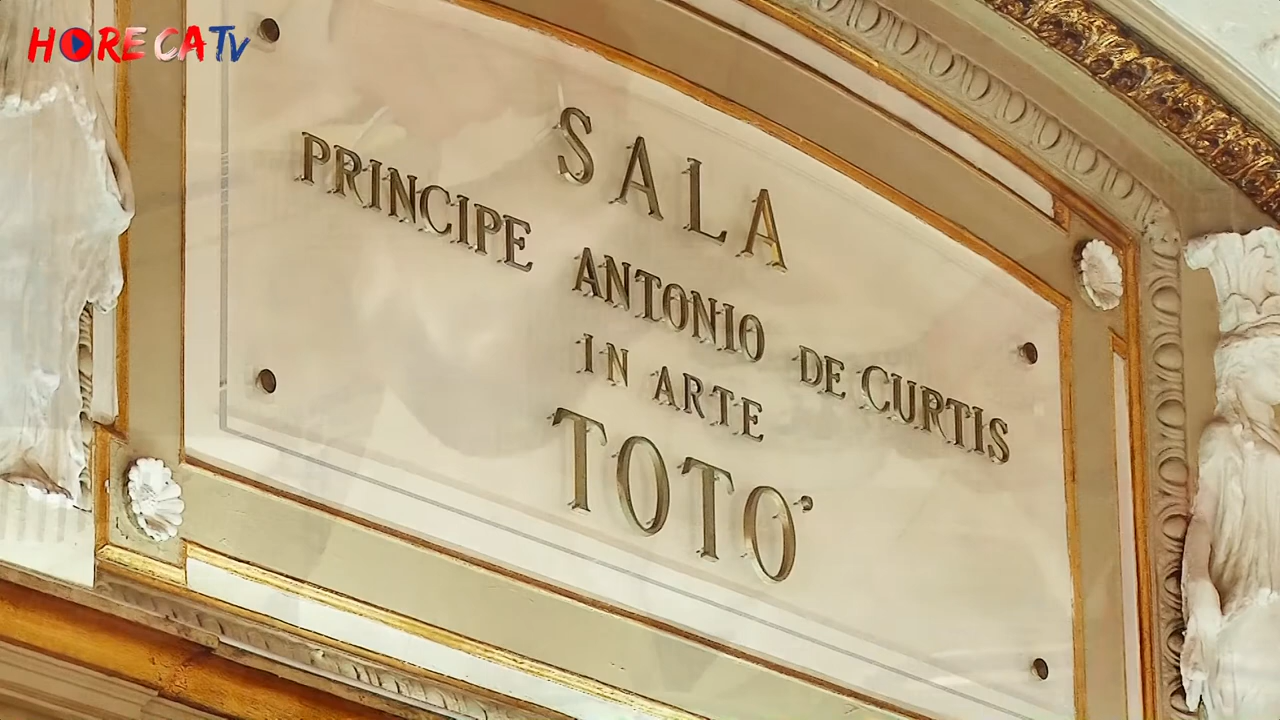 HORECATV
SALA
PRINCIPE ANTONIO DE CURTIS
IN ARTE
TOTO'